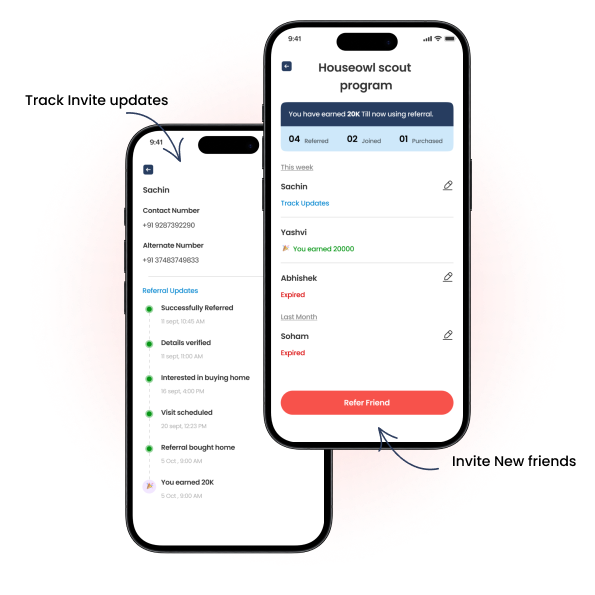 Track Invite updates
9:41
Sachin
Contact Number
+91 9287392290
Alternate Number
+91 37483749833
Referral Updates
Successfully Referred
11 sept, 10:45 AM
Details verified
11 sept, 11:00 AM
Interested in buying home
16 sept, 4:00 PM
Visit scheduled
20 sept, 12:23 PM
Referral bought home
5 Oct , 9:00 AM
You earned 20K
5 Oct , 9:00 AM
9:41
Houseowl scout
program
You have earned 20K Till now using referral.
04 Referred 02 Joined 01 Purchased
This week
Sachin
Track Updates
Yashvi
You earned 20000
Abhishek
Expired
Last Month
Soham
Expired
Refer Friend
Invite New friends